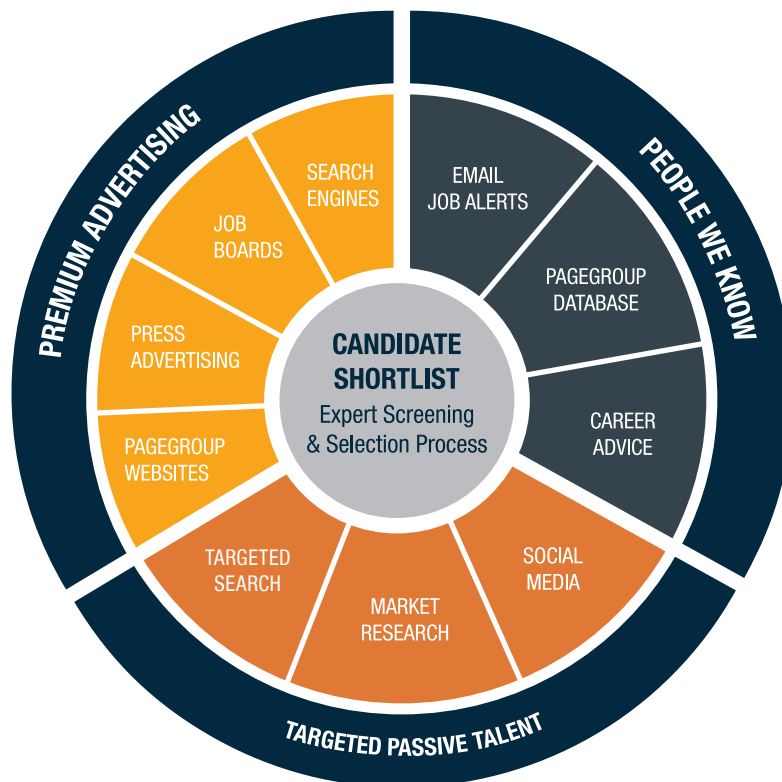 PREMIUM ADVERTISING
SEARCH
ENGINES
JOB
BOARDS
PRESS
ADVERTISING
PAGEGROUP
WEBSITES
PEOPLE WE KNOW
EMAIL
JOB ALERTS
PAGEGROUP
DATABASE
CAREER
ADVICE
CANDIDATE
SHORTLIST
Expert Screening
& Selection Process
TARGETED
SEARCH
MARKET
RESEARCH
SOCIAL
MEDIA
TARGETED PASSIVE TALENT